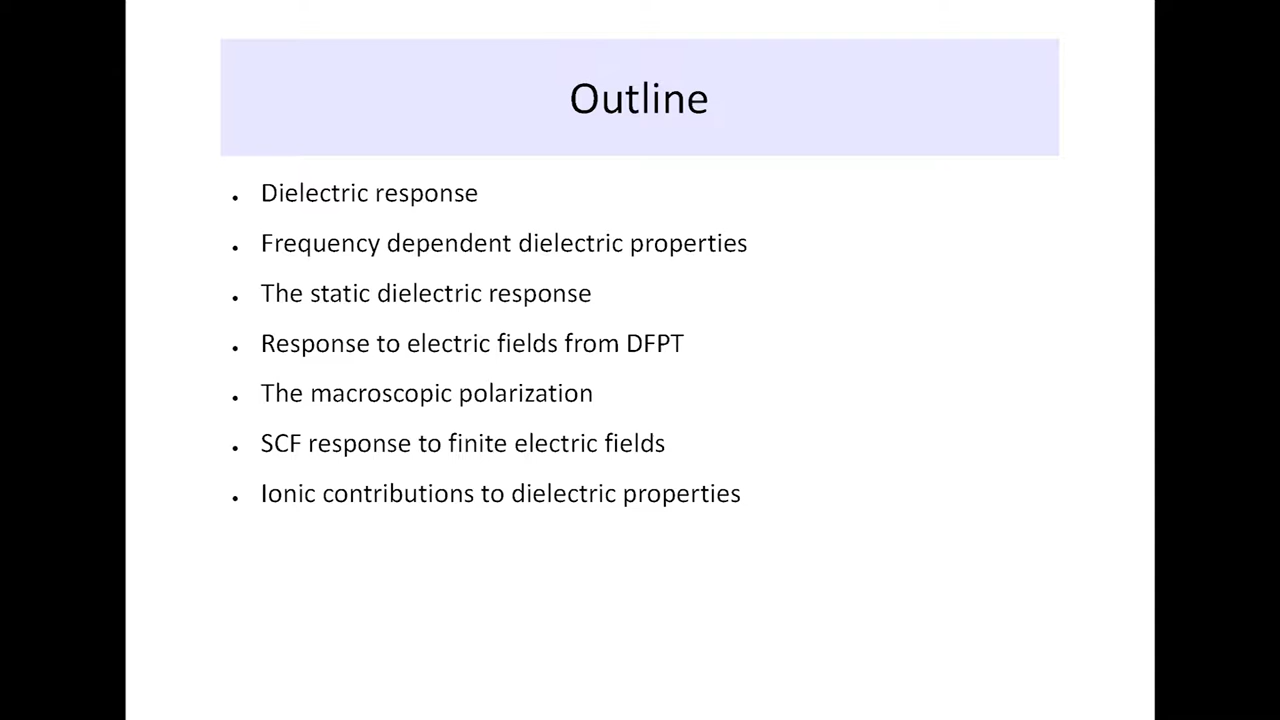 Outline
• Dielectric response
• Frequency dependent dielectric properties
• The static dielectric response
• Response to electric fields from DFPT
• The macroscopic polarization
• SCF response to finite electric fields
• Ionic contributions to dielectric properties